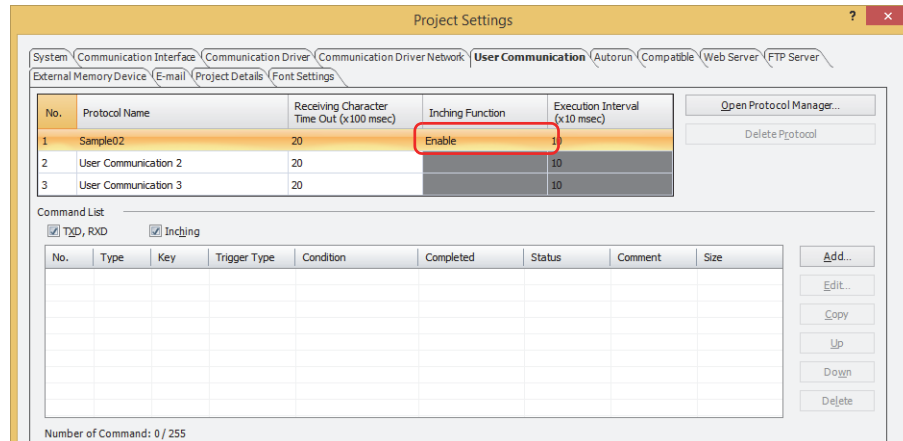 Project Settings
? ×
System Communication Interface Communication Driver Communication Driver Network User Communication Autorun Compatible Web Server FTP Server
External Memory Device E-mail Project Details Font Settings
No. Protocol Name Receiving Character Time Out (x100 msec) Inching Function Execution Interval (x10 msec)
1 Sample02 20 Enable 10
2 User Communication 2 20 10
3 User Communication 3 20 10
Open Protocol Manager...
Delete Protocol
Command List
TXD, RXD Inching
No. Type Key Trigger Type Condition Completed Status Comment Size
Add...
Edit...
Copy
Up
Down
Delete
Number of Command: 0 / 255